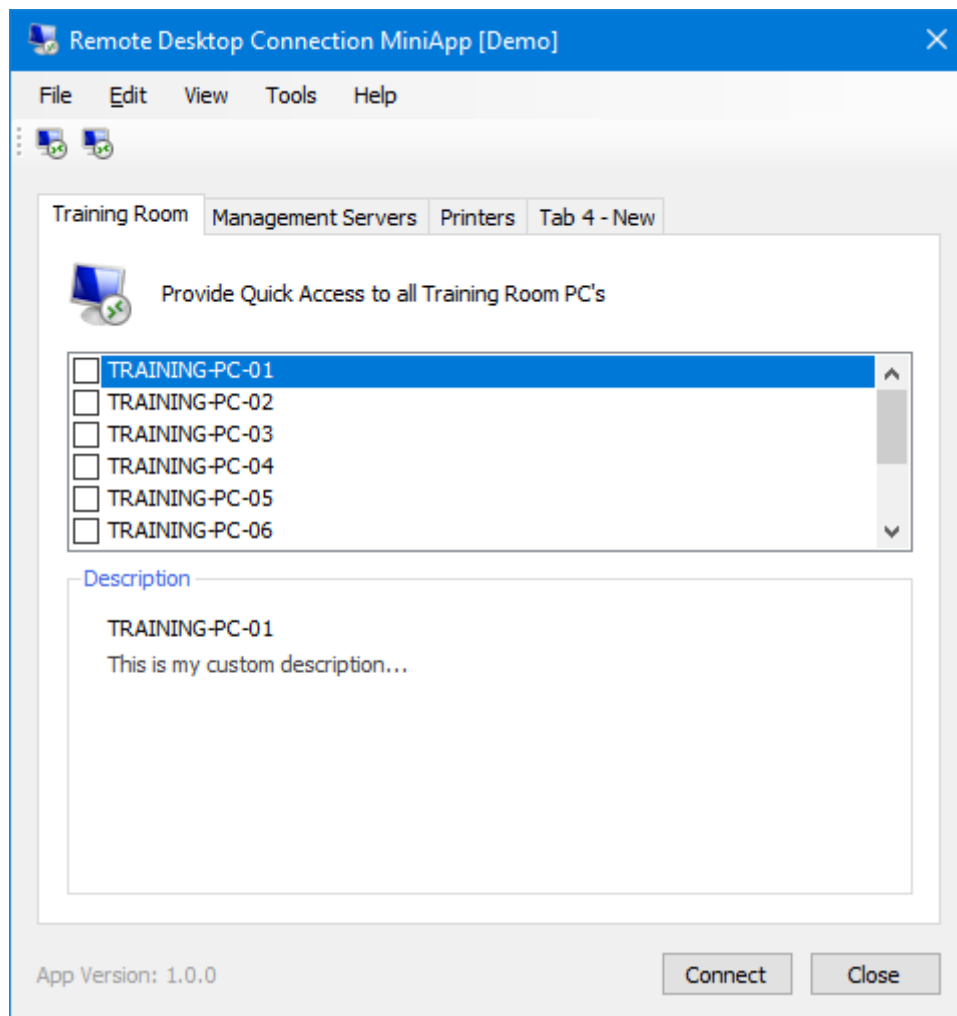 Remote Desktop Connection MiniApp [Demo]
File Edit View Tools Help
Training Room Management Servers Printers Tab 4 - New
Provide Quick Access to all Training Room PC's
TRAINING-PC-01
TRAINING-PC-02
TRAINING-PC-03
TRAINING-PC-04
TRAINING-PC-05
TRAINING-PC-06
Description
TRAINING-PC-01
This is my custom description...
App Version: 1.0.0 Connect Close